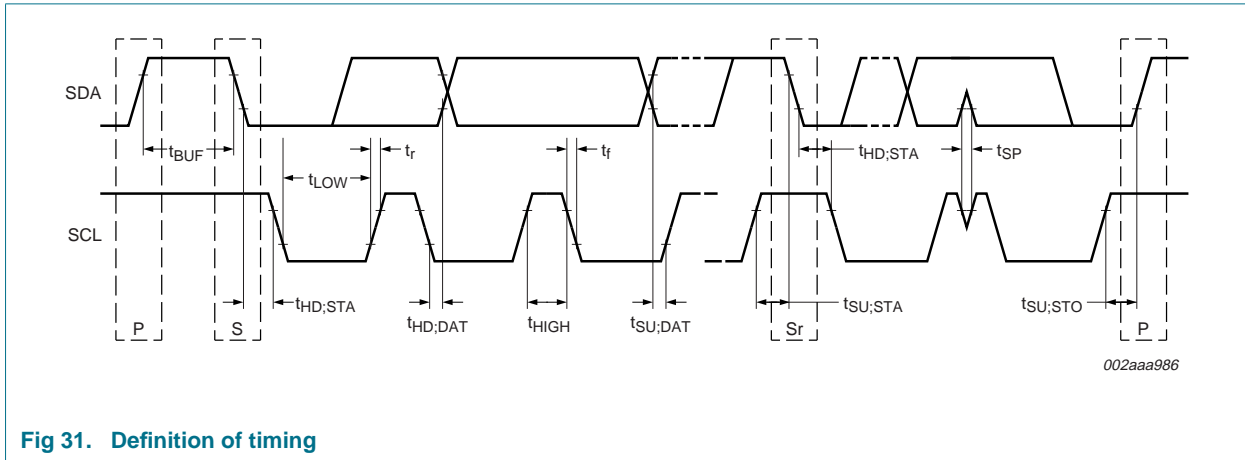 SDA
tBUF
tr
tf
tHD;STA
tSP
tLOW
SCL
tHD;STA
tHD;DAT
tHIGH
tSU;DAT
tSU;STA
tSU;STO
P
S
Sr
P
002aaa986
Fig 31. Definition of timing